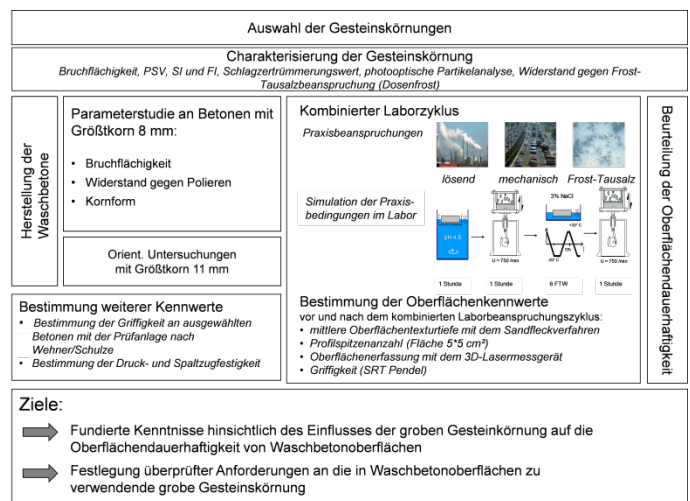 Auswahl der Gesteinskörnungen
Charakterisierung der Gesteinskörnung
Bruchflächigkeit, PSV, SI und FI, Schlagzertrümmerungswert, photooptische Partikelanalyse, Widerstand gegen Frost-
Tausalzbeanspruchung (Dosenfrost)
Herstellung der
Waschbetone
Parameterstudie an Betonen mit
Größtkorn 8 mm:
• Bruchflächigkeit
• Widerstand gegen Polieren
• Kornform
Orient. Untersuchungen
mit Größtkorn 11 mm
Bestimmung weiterer Kennwerte
• Bestimmung der Griffigkeit an ausgewählten
Betonen mit der Prüfanlage nach
Wehner/Schulze
• Bestimmung der Druck- und Spaltzugfestigkeit
Kombinierter Laborzyklus
Praxisbeanspruchungen
lösend
mechanisch
Frost-Tausalz
Simulation der Praxis-
bedingungen im Labor
3% NaCl
pH 4,5
U = 750 /min
+20° C
-20° C
12h
U = 750 /min
1 Stunde
1 Stunde
6 FTW
1 Stunde
Bestimmung der Oberflächenkennwerte
vor und nach dem kombinierten Laborbeanspruchungszyklus:
• mittlere Oberflächentexturtiefe mit dem Sandfleckverfahren
• Profilspitzenanzahl (Fläche 5*5 cm²)
• Oberflächenerfassung mit dem 3D-Lasermessgerät
• Griffigkeit (SRT Pendel)
Beurteilung der Oberflächendauerhaftigkeit
Ziele:
Fundierte Kenntnisse hinsichtlich des Einflusses der groben Gesteinkörnung auf die
Oberflächendauerhaftigkeit von Waschbetonoberflächen
Festlegung überprüfter Anforderungen an die in Waschbetonoberflächen zu
verwendende grobe Gesteinskörnung